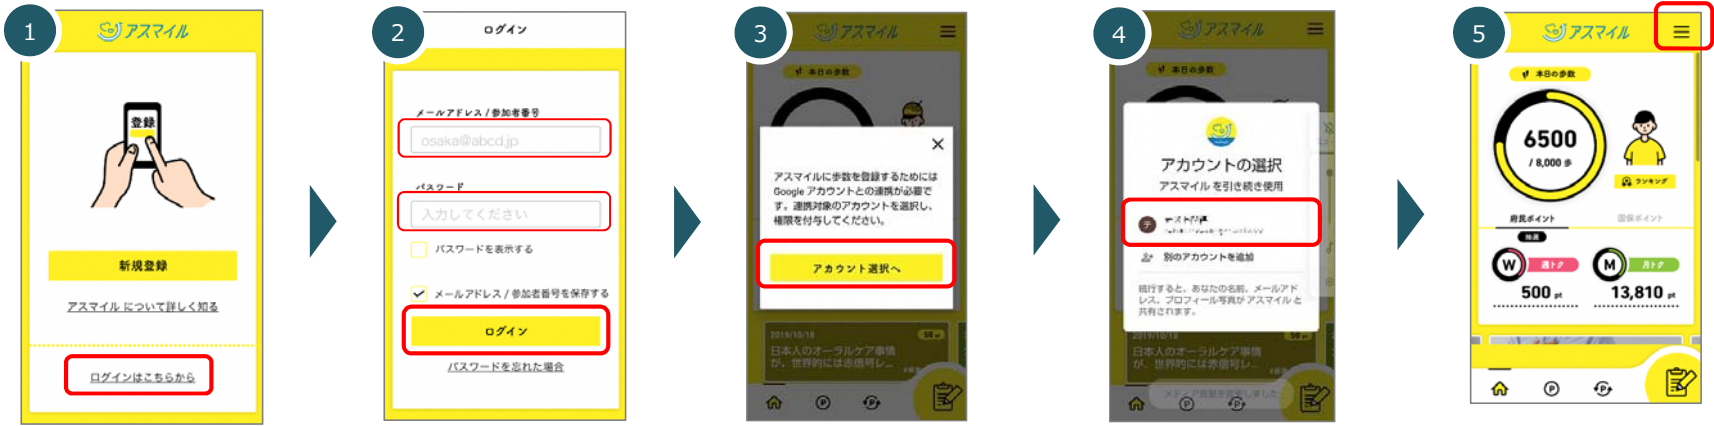 1
アスマイル
登録
新規登録
アスマイル について詳しく知る
ログインはこちらから
2
ログイン
メールアドレス / 参加者番号
osaka@abcd.jp
パスワード
入力してください
パスワードを表示する
メールアドレス / 参加者番号を保存する
ログイン
パスワードを忘れた場合
3
アスマイル
本日の歩数
アスマイルに歩数を登録するためには
Google アカウントとの連携が必要で
す。連携対象のアカウントを選択し、
権限を付与してください。
アカウント選択へ
2019/10/18
50
日本人のオーラルケア事情
が、世界的には赤信号レ...
P
P
4
アスマイル
本日の歩数
アカウントの選択
アスマイル を引き続き使用
テ
別のアカウントを追加
続行すると、あなたの名前、メールアド
レス、プロフィール写真が アスマイル と
共有されます。
日本人のオーラルケア事情
が、世界的には赤信号レ...
P
P
5
アスマイル
本日の歩数
6500
/ 8,000 歩
ランキング
府民ポイント
国保ポイント
抽選
W
週トク
M
月トク
500 pt
13,810 pt
P
P